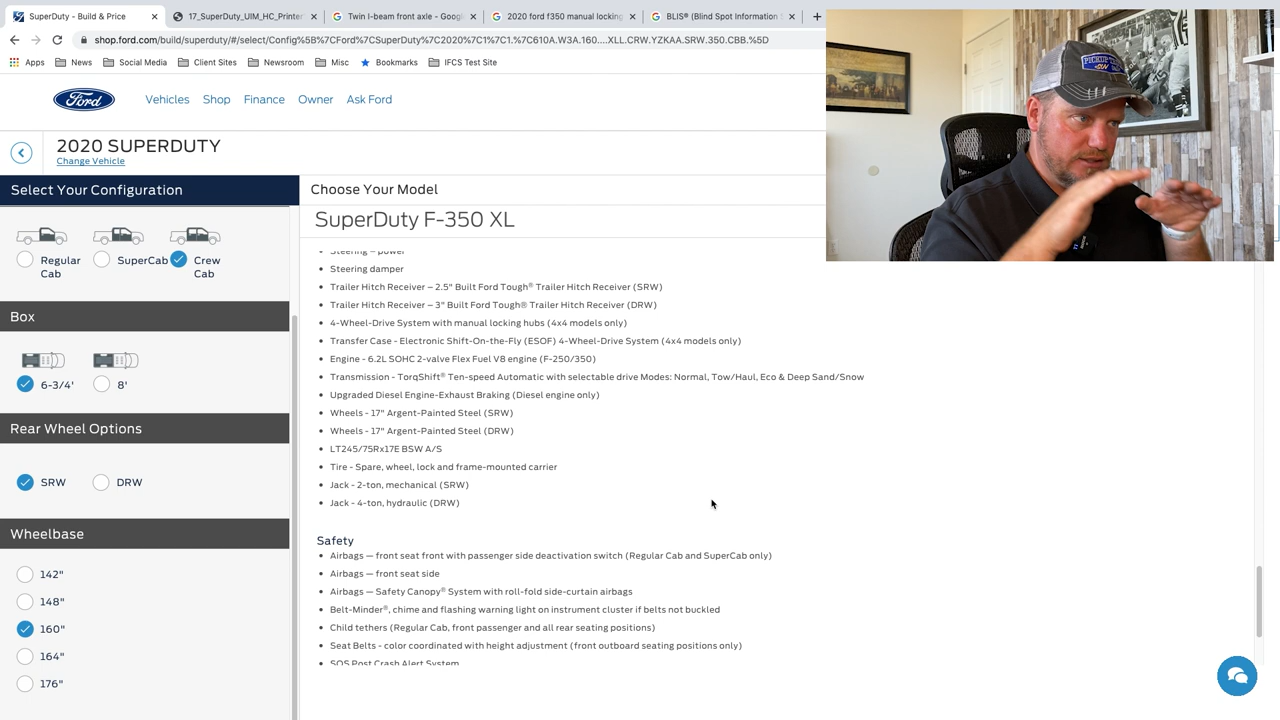 SuperDuty - Build & Price
17_SuperDuty_UIM_HC_Printer
Twin I-beam front axle - Goog
2020 ford f350 manual locking
BLIS® (Blind Spot Information
shop.ford.com/build/superduty/#/select/Config%5B%7CFord%7CSuperDuty%7C2020%7C1%7C1.%7C610A.W3A.160....XLL.CRW.YZKAA.SRW.350.CBB.%5D
Apps
News
Social Media
Client Sites
Newsroom
Misc
Bookmarks
IFCS Test Site
Ford
Vehicles
Shop
Finance
Owner
Ask Ford
2020 SUPERDUTY
Change Vehicle
Select Your Configuration
Regular Cab
SuperCab
Crew Cab
Box
6-3/4'
8'
Rear Wheel Options
SRW
DRW
Wheelbase
142"
148"
160"
164"
176"
Choose Your Model
SuperDuty F-350 XL
Steering – power
Steering damper
Trailer Hitch Receiver – 2.5" Built Ford Tough® Trailer Hitch Receiver (SRW)
Trailer Hitch Receiver – 3" Built Ford Tough® Trailer Hitch Receiver (DRW)
4-Wheel-Drive System with manual locking hubs (4x4 models only)
Transfer Case - Electronic Shift-On-the-Fly (ESOF) 4-Wheel-Drive System (4x4 models only)
Engine - 6.2L SOHC 2-valve Flex Fuel V8 engine (F-250/350)
Transmission - TorqShift® Ten-speed Automatic with selectable drive Modes: Normal, Tow/Haul, Eco & Deep Sand/Snow
Upgraded Diesel Engine-Exhaust Braking (Diesel engine only)
Wheels - 17" Argent-Painted Steel (SRW)
Wheels - 17" Argent-Painted Steel (DRW)
LT245/75Rx17E BSW A/S
Tire - Spare, wheel, lock and frame-mounted carrier
Jack - 2-ton, mechanical (SRW)
Jack - 4-ton, hydraulic (DRW)
Safety
Airbags — front seat front with passenger side deactivation switch (Regular Cab and SuperCab only)
Airbags — front seat side
Airbags — Safety Canopy® System with roll-fold side-curtain airbags
Belt-Minder®, chime and flashing warning light on instrument cluster if belts not buckled
Child tethers (Regular Cab, front passenger and all rear seating positions)
Seat Belts - color coordinated with height adjustment (front outboard seating positions only)
SOS Post Crash Alert System